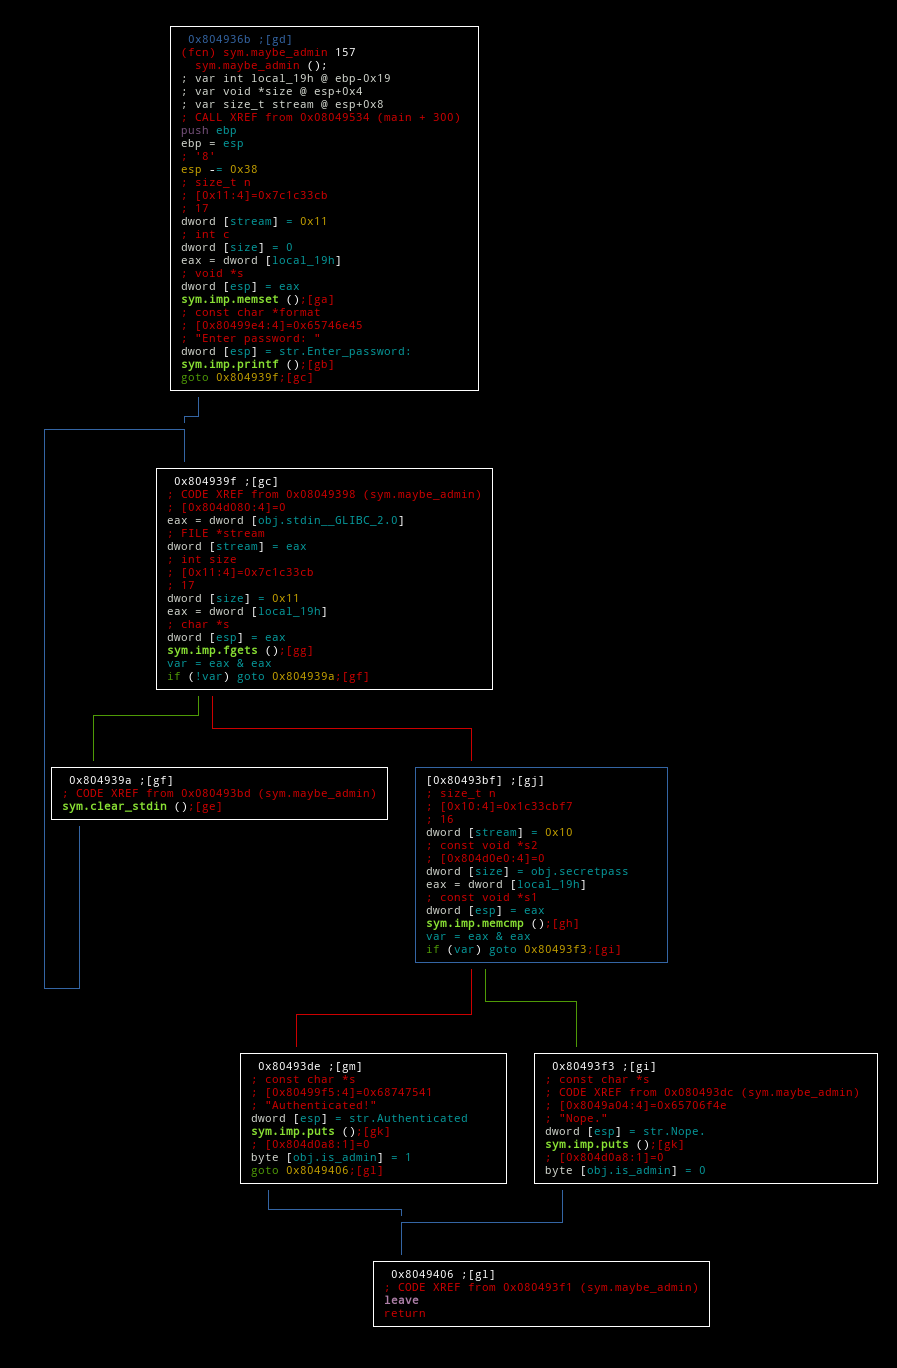 0x804936b ;[gd]
(fcn) sym.maybe_admin 157
sym.maybe_admin ();
; var int local_19h @ ebp-0x19
; var void *size @ esp+0x4
; var size_t stream @ esp+0x8
; CALL XREF from 0x08049534 (main + 300)
push ebp
ebp = esp
; '8'
esp -= 0x38
; size_t n
; [0x11:4]=0x7c1c33cb
; 17
dword [stream] = 0x11
; int c
dword [size] = 0
eax = dword [local_19h]
; void *s
dword [esp] = eax
sym.imp.memset ();[ga]
; const char *format
; [0x80499e4:4]=0x65746e45
; "Enter password: "
dword [esp] = str.Enter_password:
sym.imp.printf ();[gb]
goto 0x804939f;[gc]
0x804939f ;[gc]
; CODE XREF from 0x08049398 (sym.maybe_admin)
; [0x804d080:4]=0
eax = dword [obj.stdin__GLIBC_2.0]
; FILE *stream
dword [stream] = eax
; int size
; [0x11:4]=0x7c1c33cb
; 17
dword [size] = 0x11
eax = dword [local_19h]
; char *s
dword [esp] = eax
sym.imp.fgets ();[gg]
var = eax & eax
if (!var) goto 0x804939a;[gf]
0x804939a ;[gf]
; CODE XREF from 0x080493bd (sym.maybe_admin)
sym.clear_stdin ();[ge]
[0x80493bf] ;[gj]
; size_t n
; [0x10:4]=0x1c33cbf7
; 16
dword [stream] = 0x10
; const void *s2
; [0x804d0e0:4]=0
dword [size] = obj.secretpass
eax = dword [local_19h]
; const void *s1
dword [esp] = eax
sym.imp.memcmp ();[gh]
var = eax & eax
if (var) goto 0x80493f3;[gi]
0x80493de ;[gm]
; const char *s
; [0x80499f5:4]=0x68747541
; "Authenticated!"
dword [esp] = str.Authenticated
sym.imp.puts ();[gk]
; [0x804d0a8:1]=0
byte [obj.is_admin] = 1
goto 0x8049406;[gl]
0x80493f3 ;[gi]
; const char *s
; CODE XREF from 0x080493dc (sym.maybe_admin)
; [0x8049a04:4]=0x65706f4e
; "Nope."
dword [esp] = str.Nope.
sym.imp.puts ();[gk]
; [0x804d0a8:1]=0
byte [obj.is_admin] = 0
0x8049406 ;[gl]
; CODE XREF from 0x080493f1 (sym.maybe_admin)
leave
return